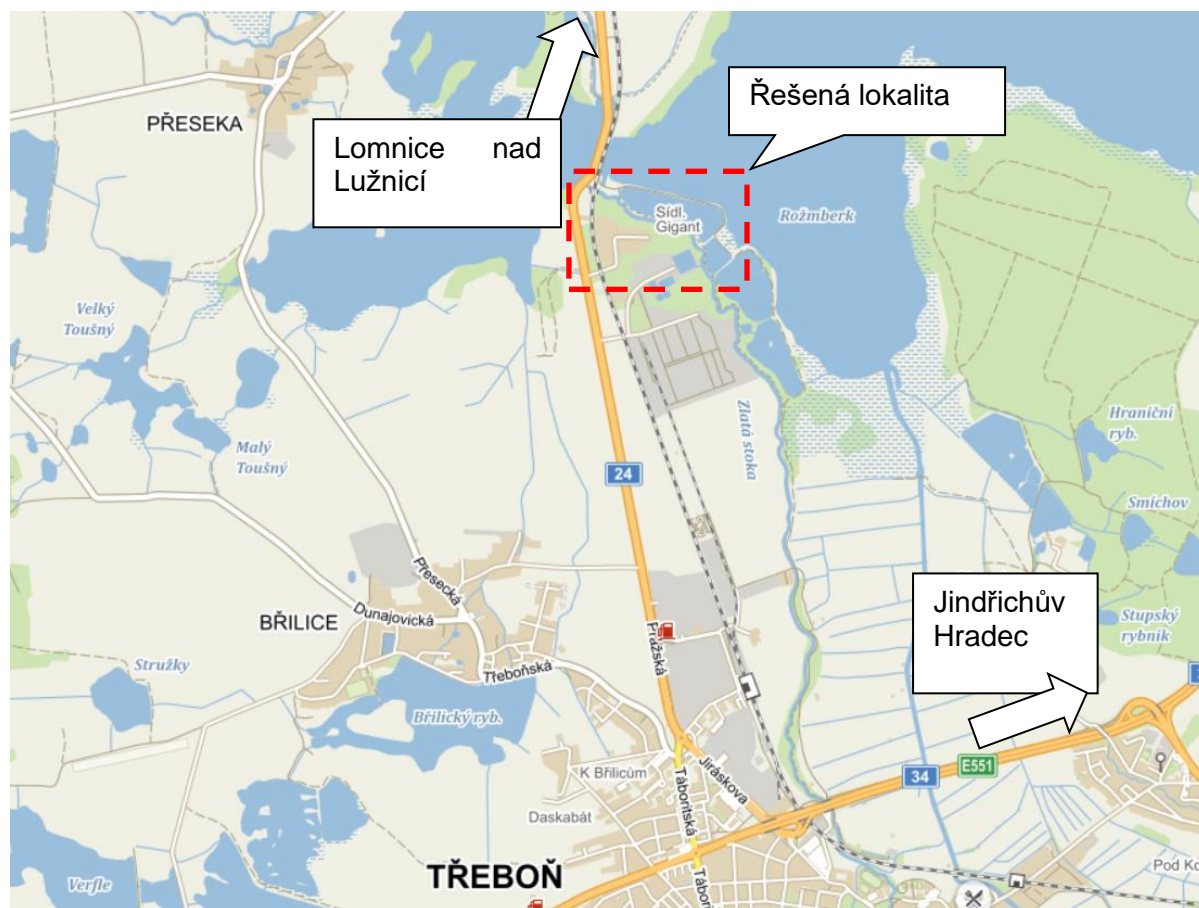 Řešená lokalita
PŘESEKA
Lomnice nad
Lužnicí
Sídl.
Gigant
Rožmberk
Velký
Toušný
Hraniční
ryb.
Zlatá stoka
Malý
Toušný
24
Smíchov
Přesecká
Jindřichův
Hradec
Dunajovická
BŘILICE
Pražská
Stupský
rybník
Stružky
Třeboňská
Břilický ryb.
E551
34
K Břilicům
Jiráskova
Táboritská
Daskabát
TŘEBOŇ
Verfle
Pod Ko
Tábor